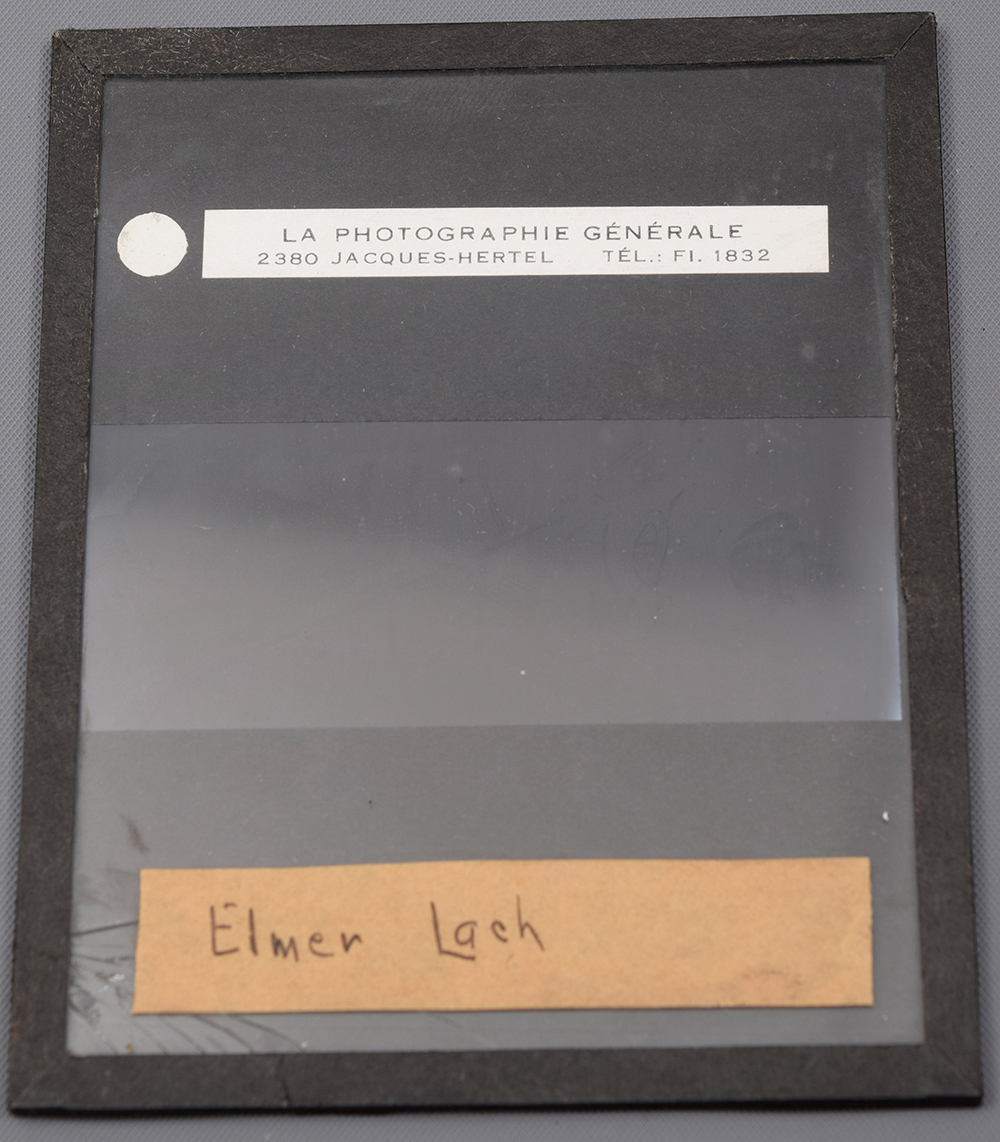 LA PHOTOGRAPHIE GÉNÉRALE
2380 JACQUES-HERTEL TÉL.: FI. 1832
Elmer Lach